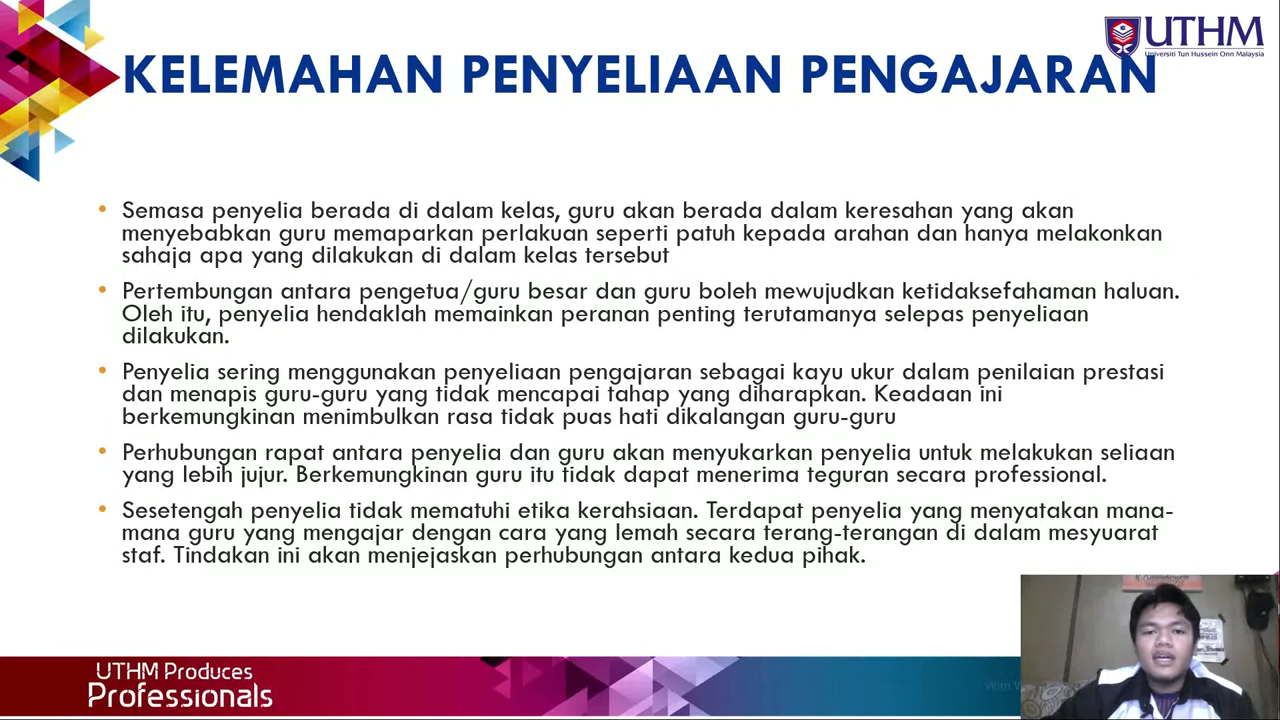 UTHM
Universiti Tun Hussein Onn Malaysia
KELEMAHAN PENYELIAAN PENGAJARAN
• Semasa penyelia berada di dalam kelas, guru akan berada dalam keresahan yang akan
menyebabkan guru memaparkan perlakuan seperti patuh kepada arahan dan hanya melakonkan
sahaja apa yang dilakukan di dalam kelas tersebut
• Pertembungan antara pengetua/guru besar dan guru boleh mewujudkan ketidaksefahaman haluan.
Oleh itu, penyelia hendaklah memainkan peranan penting terutamanya selepas penyeliaan
dilakukan.
• Penyelia sering menggunakan penyeliaan pengajaran sebagai kayu ukur dalam penilaian prestasi
dan menapis guru-guru yang tidak mencapai tahap yang diharapkan. Keadaan ini
berkemungkinan menimbulkan rasa tidak puas hati dikalangan guru-guru
• Perhubungan rapat antara penyelia dan guru akan menyukarkan penyelia untuk melakukan seliaan
yang lebih jujur. Berkemungkinan guru itu tidak dapat menerima teguran secara professional.
• Sesetengah penyelia tidak mematuhi etika kerahsiaan. Terdapat penyelia yang menyatakan mana-
mana guru yang mengajar dengan cara yang lemah secara terang-terangan di dalam mesyuarat
staf. Tindakan ini akan menjejaskan perhubungan antara kedua pihak.
UTHM Produces
Professionals